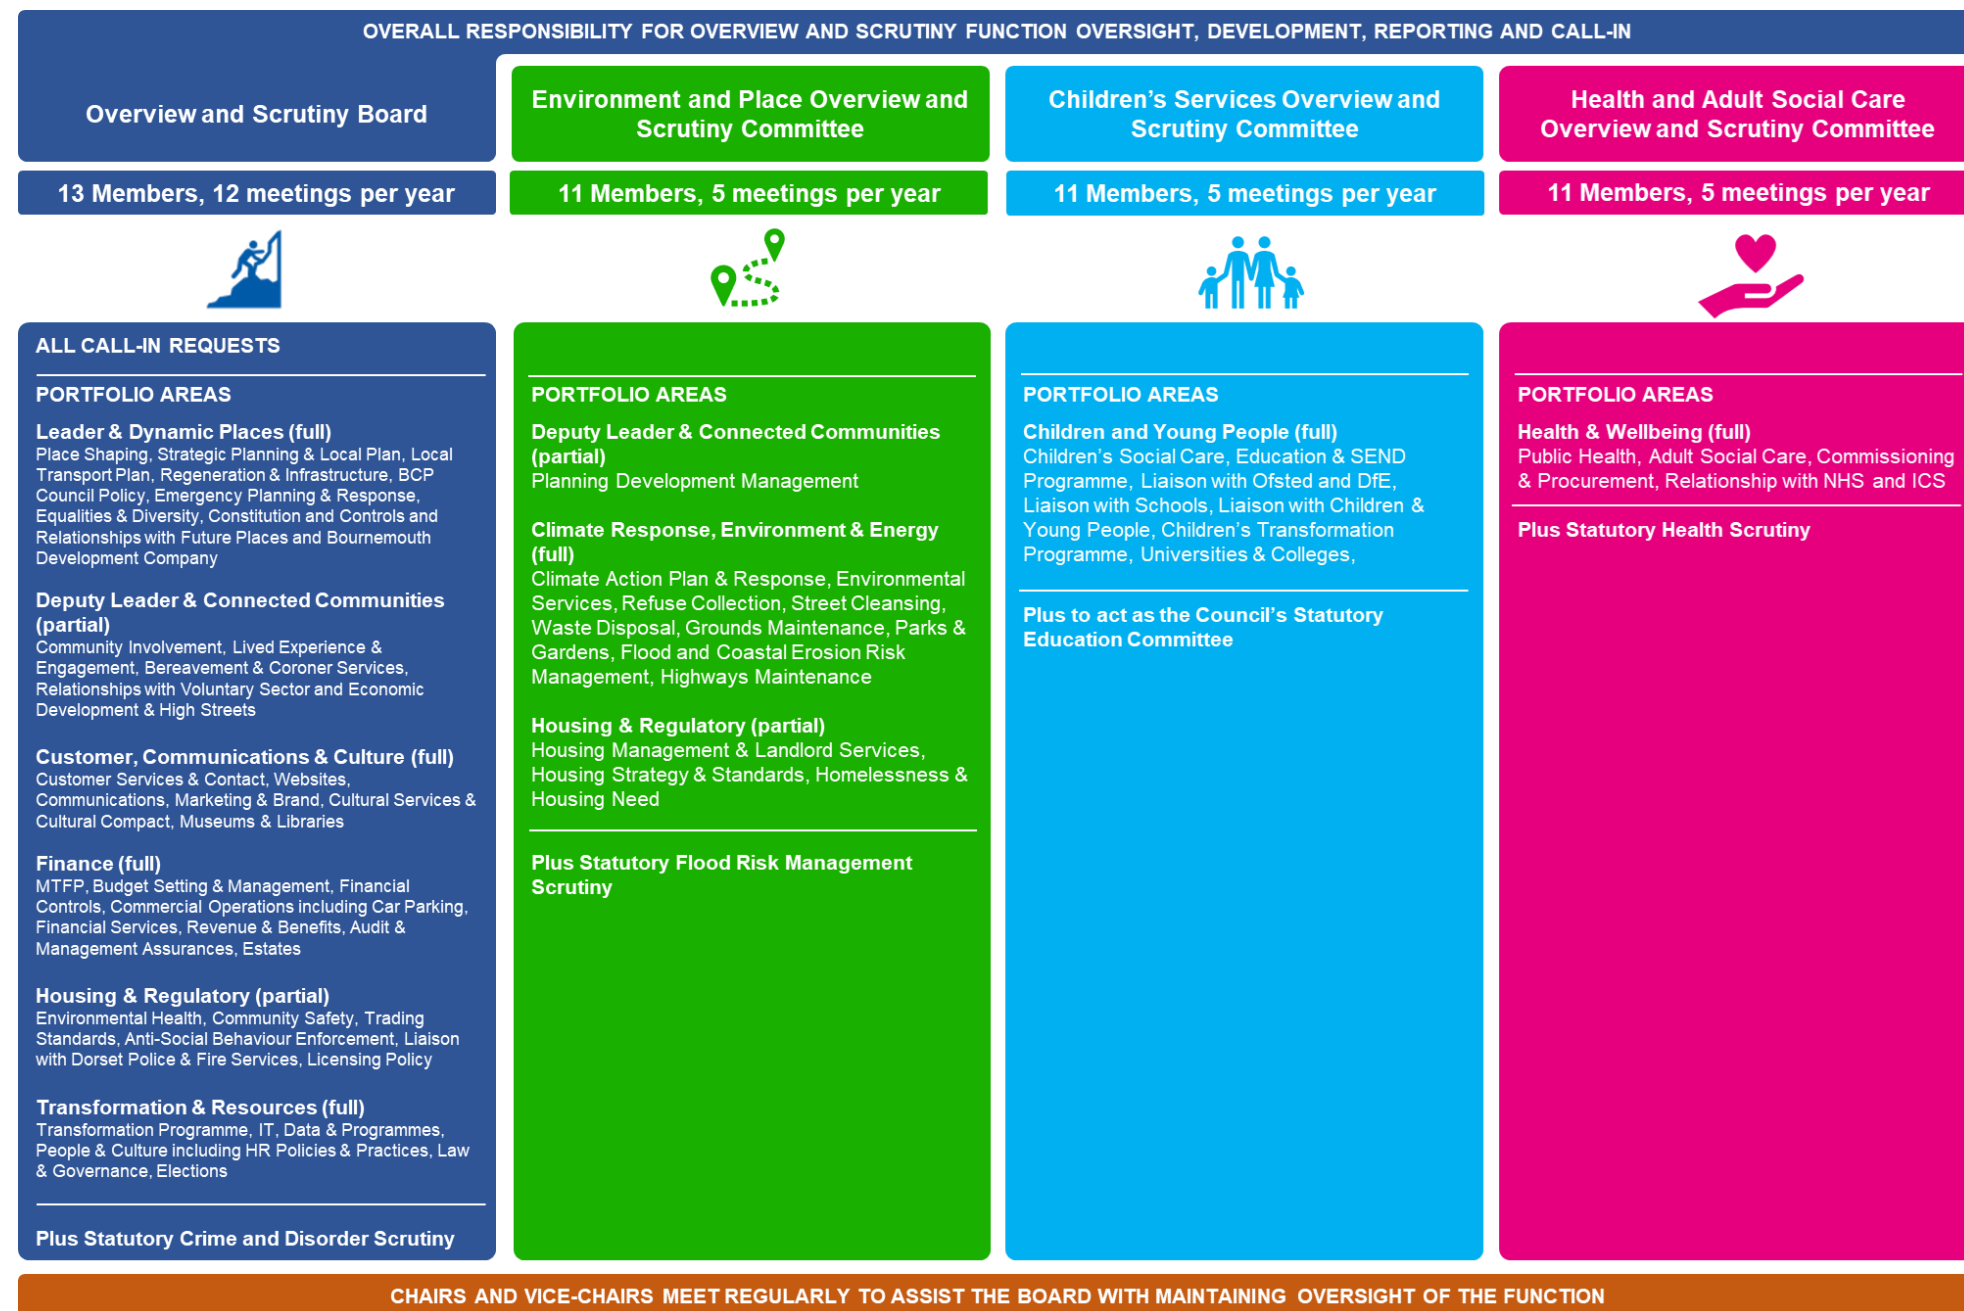 OVERALL RESPONSIBILITY FOR OVERVIEW AND SCRUTINY FUNCTION OVERSIGHT, DEVELOPMENT, REPORTING AND CALL-IN
Overview and Scrutiny Board
13 Members, 12 meetings per year
ALL CALL-IN REQUESTS
PORTFOLIO AREAS
Leader & Dynamic Places (full)
Place Shaping, Strategic Planning & Local Plan, Local
Transport Plan, Regeneration & Infrastructure, BCP
Council Policy, Emergency Planning & Response,
Equalities & Diversity, Constitution and Controls and
Relationships with Future Places and Bournemouth
Development Company
Deputy Leader & Connected Communities
(partial)
Community Involvement, Lived Experience &
Engagement, Bereavement & Coroner Services,
Relationships with Voluntary Sector and Economic
Development & High Streets
Customer, Communications & Culture (full)
Customer Services & Contact, Websites,
Communications, Marketing & Brand, Cultural Services &
Cultural Compact, Museums & Libraries
Finance (full)
MTFP, Budget Setting & Management, Financial
Controls, Commercial Operations including Car Parking,
Financial Services, Revenue & Benefits, Audit &
Management Assurances, Estates
Housing & Regulatory (partial)
Environmental Health, Community Safety, Trading
Standards, Anti-Social Behaviour Enforcement, Liaison
with Dorset Police & Fire Services, Licensing Policy
Transformation & Resources (full)
Transformation Programme, IT, Data & Programmes,
People & Culture including HR Policies & Practices, Law
& Governance, Elections
Plus Statutory Crime and Disorder Scrutiny
Environment and Place Overview and
Scrutiny Committee
11 Members, 5 meetings per year
PORTFOLIO AREAS
Deputy Leader & Connected Communities
(partial)
Planning Development Management
Climate Response, Environment & Energy
(full)
Climate Action Plan & Response, Environmental
Services, Refuse Collection, Street Cleansing,
Waste Disposal, Grounds Maintenance, Parks &
Gardens, Flood and Coastal Erosion Risk
Management, Highways Maintenance
Housing & Regulatory (partial)
Housing Management & Landlord Services,
Housing Strategy & Standards, Homelessness &
Housing Need
Plus Statutory Flood Risk Management
Scrutiny
Children's Services Overview and
Scrutiny Committee
11 Members, 5 meetings per year
PORTFOLIO AREAS
Children and Young People (full)
Children's Social Care, Education & SEND
Programme, Liaison with Ofsted and DfE,
Liaison with Schools, Liaison with Children &
Young People, Children's Transformation
Programme, Universities & Colleges,
Plus to act as the Council's Statutory
Education Committee
Health and Adult Social Care
Overview and Scrutiny Committee
11 Members, 5 meetings per year
PORTFOLIO AREAS
Health & Wellbeing (full)
Public Health, Adult Social Care, Commissioning
& Procurement, Relationship with NHS and ICS
Plus Statutory Health Scrutiny
CHAIRS AND VICE-CHAIRS MEET REGULARLY TO ASSIST THE BOARD WITH MAINTAINING OVERSIGHT OF THE FUNCTION